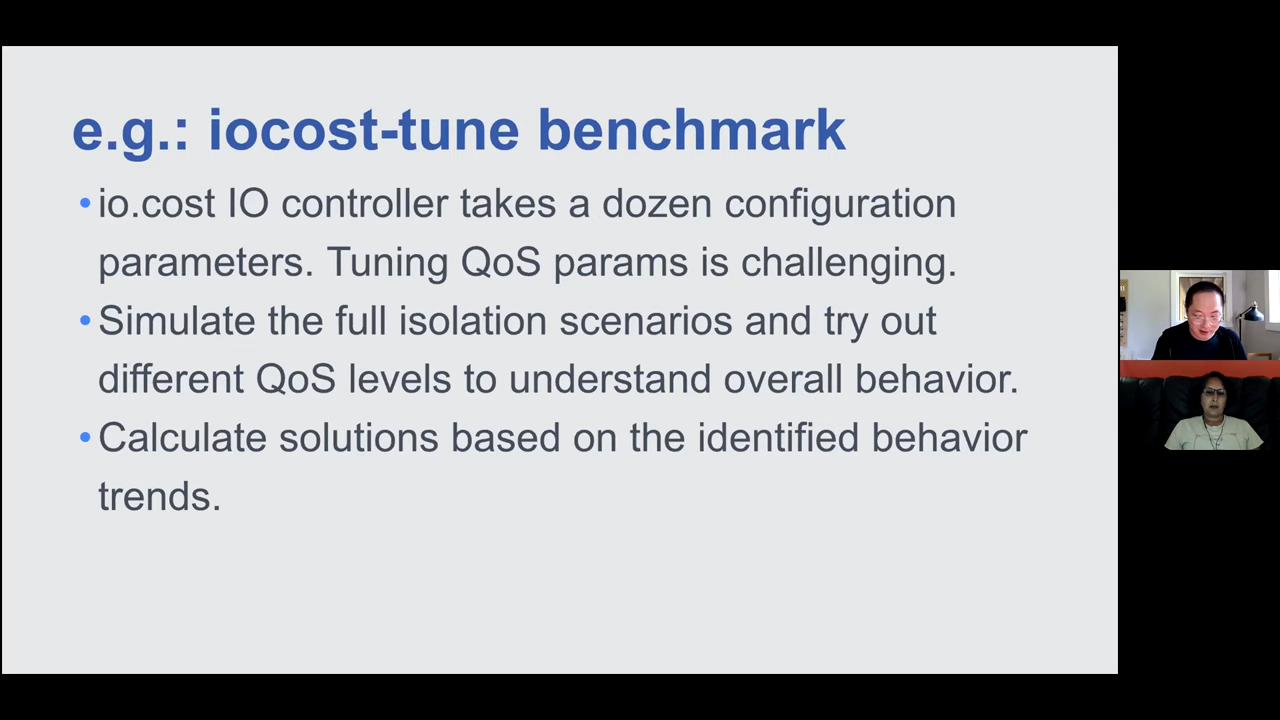 e.g.: iocost-tune benchmark
•io.cost IO controller takes a dozen configuration
parameters. Tuning QoS params is challenging.
•Simulate the full isolation scenarios and try out
different QoS levels to understand overall behavior.
•Calculate solutions based on the identified behavior
trends.